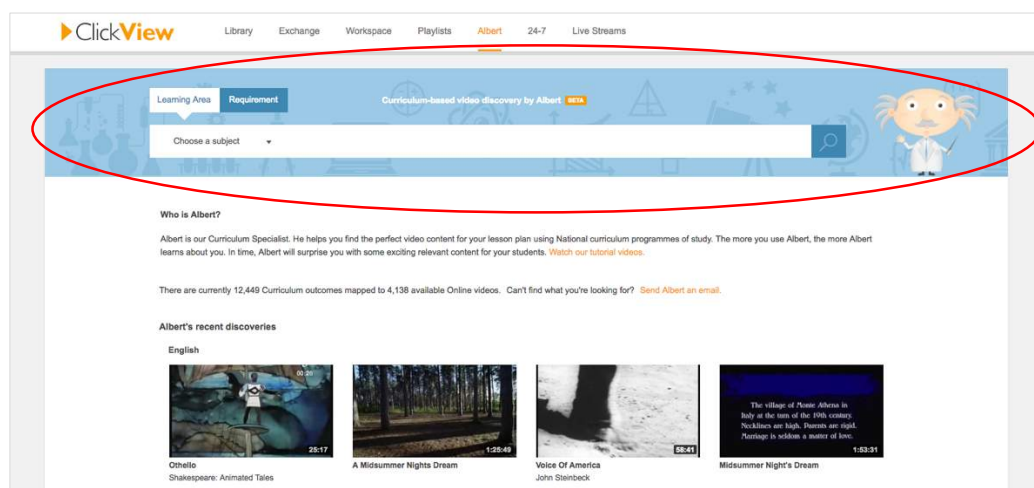 ClickView
Library Exchange Workspace Playlists Albert 24-7 Live Streams
Learning Area Requirement Curriculum-based video discovery by Albert BETA
Choose a subject
Who is Albert?
Albert is our Curriculum Specialist. He helps you find the perfect video content for your lesson plan using National curriculum programmes of study. The more you use Albert, the more Albert
learns about you. In time, Albert will surprise you with some exciting relevant content for your students. Watch our tutorial videos.
There are currently 12,449 Curriculum outcomes mapped to 4,138 available Online videos. Can't find what you're looking for? Send Albert an email.
Albert's recent discoveries
English
00:20
The village of Monte Athena in
Italy at the turn of the 19th century.
Necklines are high. Parents are rigid.
Marriage is seldom a matter of love.
25:17 1:25:49 58:41 1:53:31
Othello A Midsummer Nights Dream Voice Of America Midsummer Night's Dream
Shakespeare: Animated Tales John Steinbeck